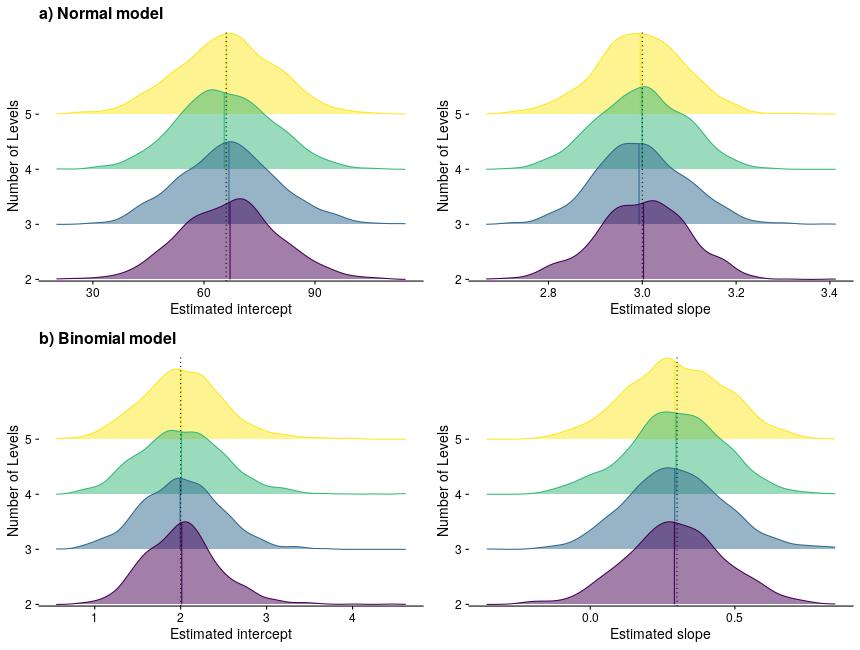 a) Normal model
Number of Levels
5
4
3
2
30 60 90
Estimated intercept
Number of Levels
5
4
3
2
2.8 3.0 3.2 3.4
Estimated slope
b) Binomial model
Number of Levels
5
4
3
2
1 2 3 4
Estimated intercept
Number of Levels
5
4
3
2
0.0 0.5
Estimated slope